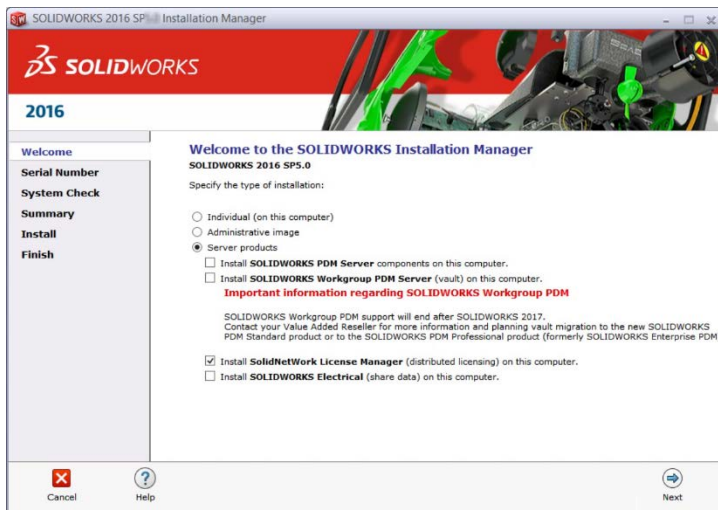 SOLIDWORKS 2016 SP Installation Manager
SOLIDWORKS
2016
Welcome
Serial Number
System Check
Summary
Install
Finish
Welcome to the SOLIDWORKS Installation Manager
SOLIDWORKS 2016 SP5.0
Specify the type of installation:
Individual (on this computer)
Administrative image
Server products
Install SOLIDWORKS PDM Server components on this computer.
Install SOLIDWORKS Workgroup PDM Server (vault) on this computer.
Important information regarding SOLIDWORKS Workgroup PDM
SOLIDWORKS Workgroup PDM support will end after SOLIDWORKS 2017.
Contact your Value Added Reseller for more information and planning vault migration to the new SOLIDWORKS
PDM Standard product or to the SOLIDWORKS PDM Professional product (formerly SOLIDWORKS Enterprise PDM
Install SolidNetWork License Manager (distributed licensing) on this computer.
Install SOLIDWORKS Electrical (share data) on this computer.
Cancel
Help
Next